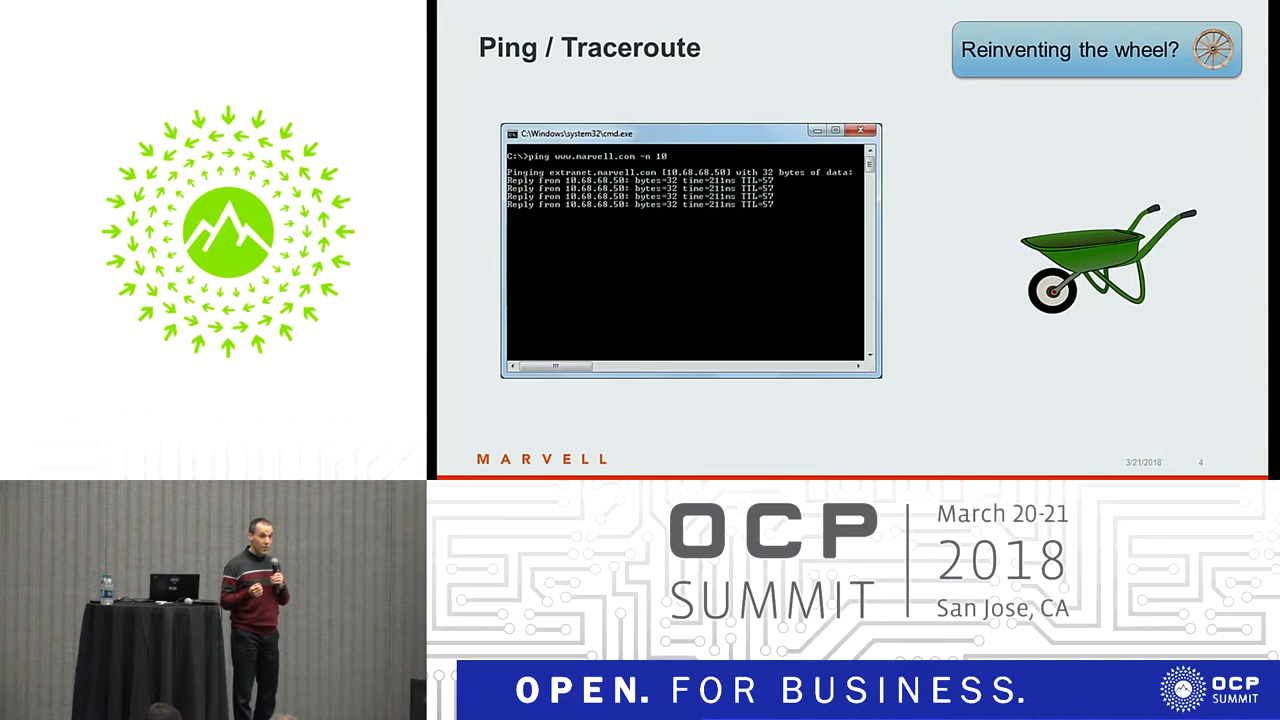 Ping / Traceroute
Reinventing the wheel?
C:\Windows\system32\cmd.exe
C:\>ping www.marvell.com -n 10
Pinging extranet.marvell.com [10.68.68.50] with 32 bytes of data:
Reply from 10.68.68.50: bytes=32 time=211ms TTL=57
Reply from 10.68.68.50: bytes=32 time=211ms TTL=57
Reply from 10.68.68.50: bytes=32 time=211ms TTL=57
Reply from 10.68.68.50: bytes=32 time=211ms TTL=57
MARVELL
3/21/2018
4
OCP
SUMMIT
March 20-21
2018
San Jose, CA
OPEN. FOR BUSINESS.
OCP
SUMMIT